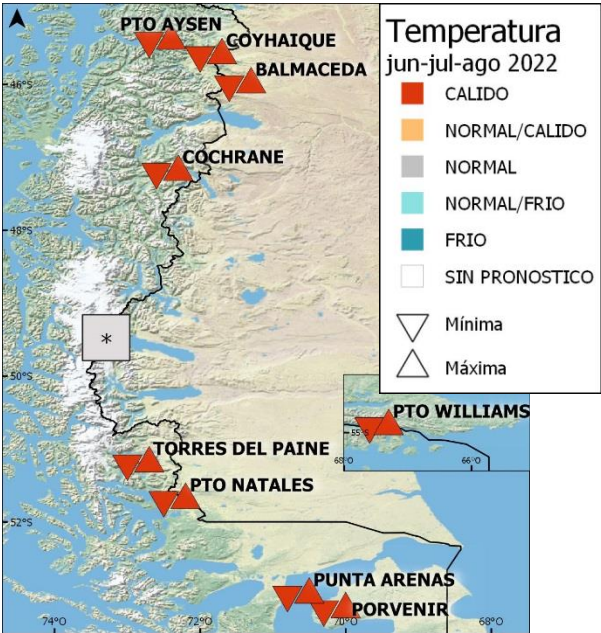 PTO AYSEN
COYHAIQUE
BALMACEDA
46°S
COCHRANE
48°S
*
50°S
TORRES DEL PAINE
PTO NATALES
52°S
PUNTA ARENAS
PORVENIR
74°O
72°O
70°O
68°O
Temperatura
jun-jul-ago 2022
CALIDO
NORMAL/CALIDO
NORMAL
NORMAL/FRIO
FRIO
SIN PRONOSTICO
Mínima
Máxima
PTO WILLIAMS
55°S
68°O
66°O